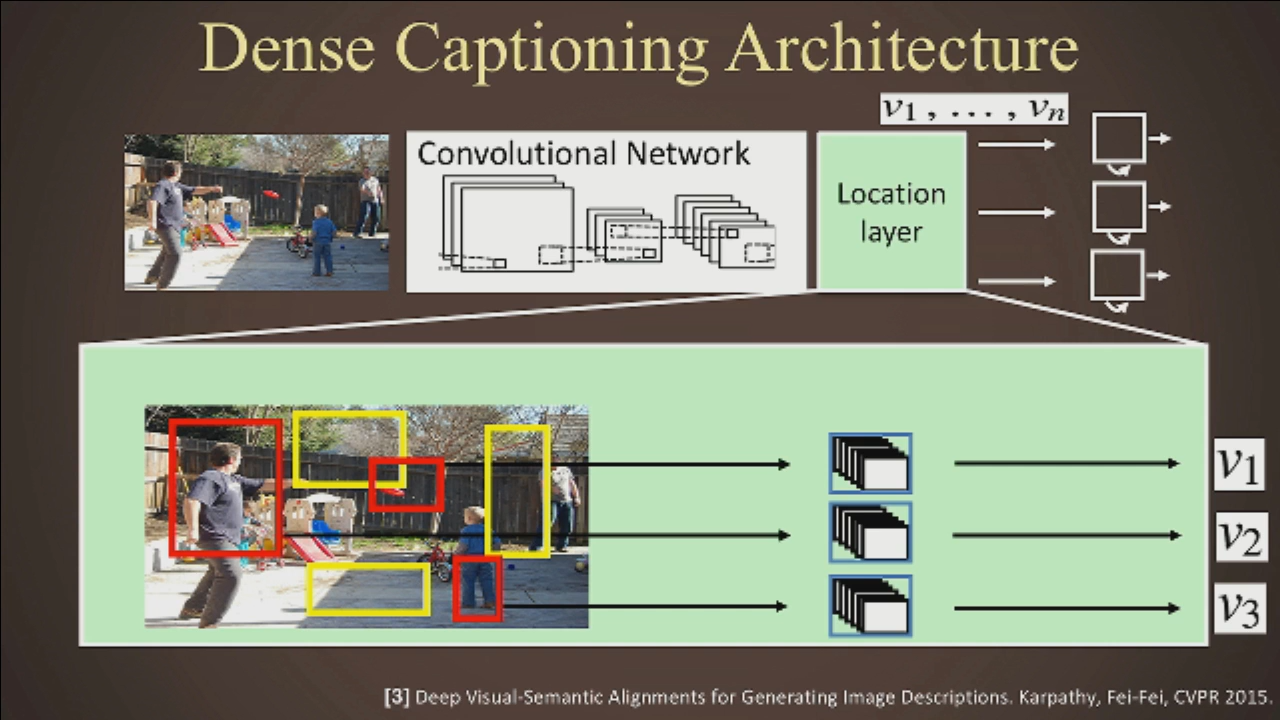 Dense Captioning Architecture
v₁ , . . . , vₙ
Convolutional Network
Location
layer
v₁
v₂
v₃
[3] Deep Visual-Semantic Alignments for Generating Image Descriptions. Karpathy, Fei-Fei, CVPR 2015.